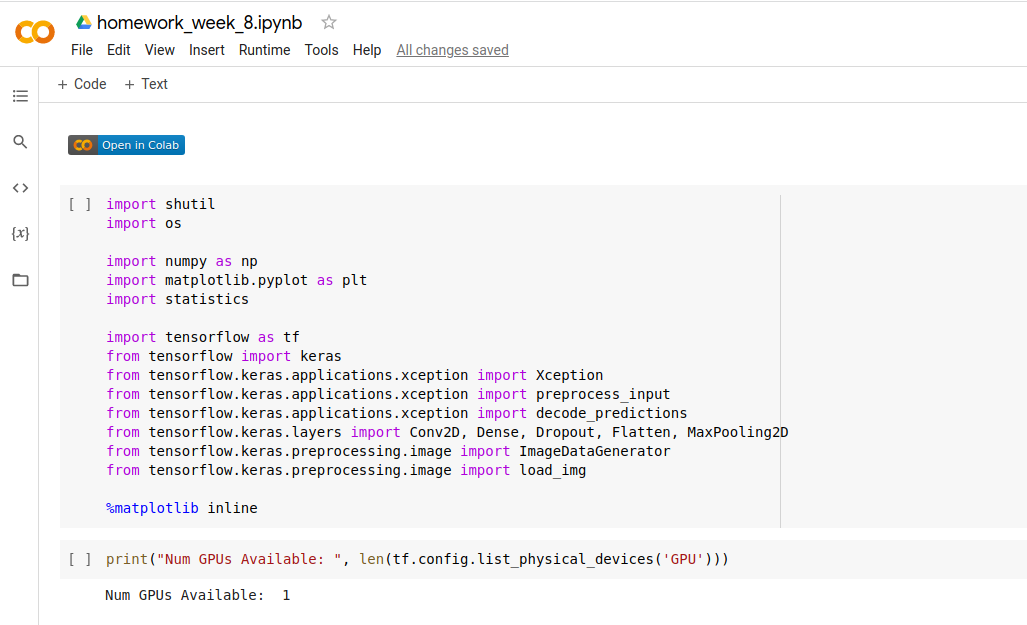 homework_week_8.ipynb
File Edit View Insert Runtime Tools Help All changes saved
+ Code + Text
Open in Colab
[ ] import shutil
import os
import numpy as np
import matplotlib.pyplot as plt
import statistics
import tensorflow as tf
from tensorflow import keras
from tensorflow.keras.applications.xception import Xception
from tensorflow.keras.applications.xception import preprocess_input
from tensorflow.keras.applications.xception import decode_predictions
from tensorflow.keras.layers import Conv2D, Dense, Dropout, Flatten, MaxPooling2D
from tensorflow.keras.preprocessing.image import ImageDataGenerator
from tensorflow.keras.preprocessing.image import load_img
%matplotlib inline
[ ] print("Num GPUs Available: ", len(tf.config.list_physical_devices('GPU')))
Num GPUs Available:  1